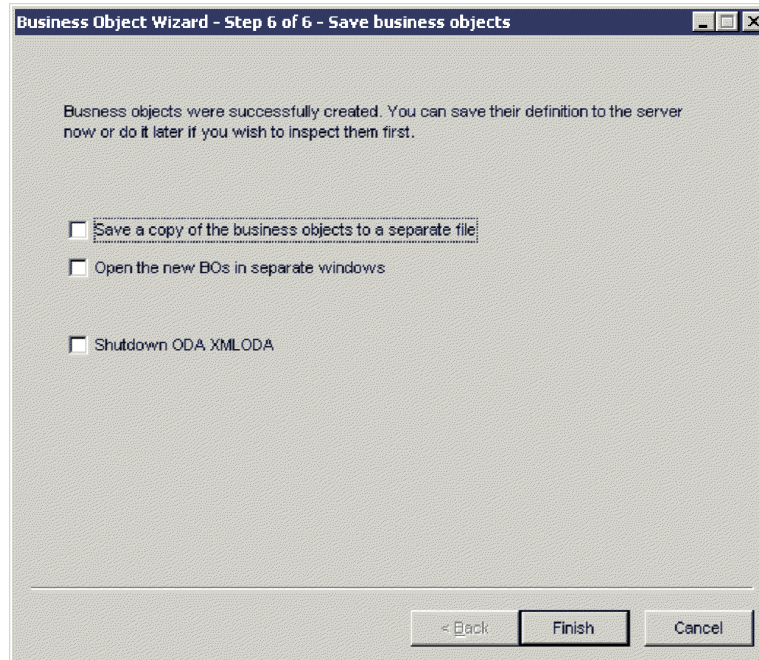 Business Object Wizard - Step 6 of 6 - Save business objects
Busness objects were successfully created. You can save their definition to the server
now or do it later if you wish to inspect them first.
Save a copy of the business objects to a separate file
Open the new BOs in separate windows
Shutdown ODA XMLODA
< Back
Finish
Cancel